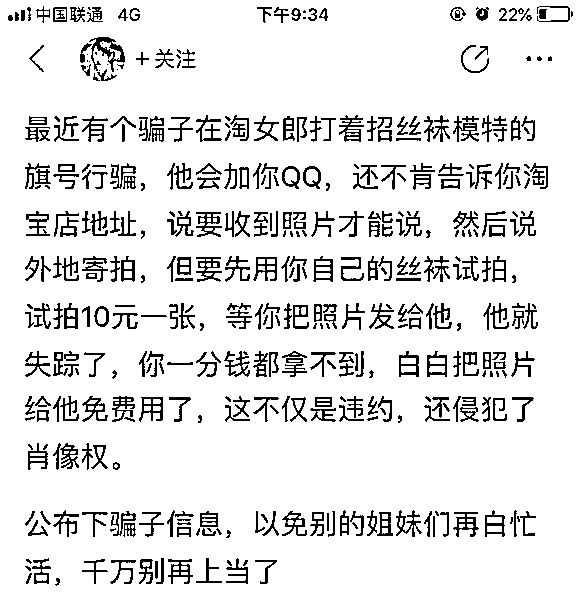 中国联通 4G 下午9:34 22%
+关注
最近有个骗子在淘女郎打着招丝袜模特的
旗号行骗，他会加你QQ，还不肯告诉你淘
宝店地址，说要收到照片才能说，然后说
外地寄拍，但要先用你自己的丝袜试拍，
试拍10元一张，等你把照片发给他，他就
失踪了，你一分钱都拿不到，白白把照片
给他免费用了，这不仅是违约，还侵犯了
肖像权。
公布下骗子信息，以免别的姐妹们再白忙
活，千万别再上当了